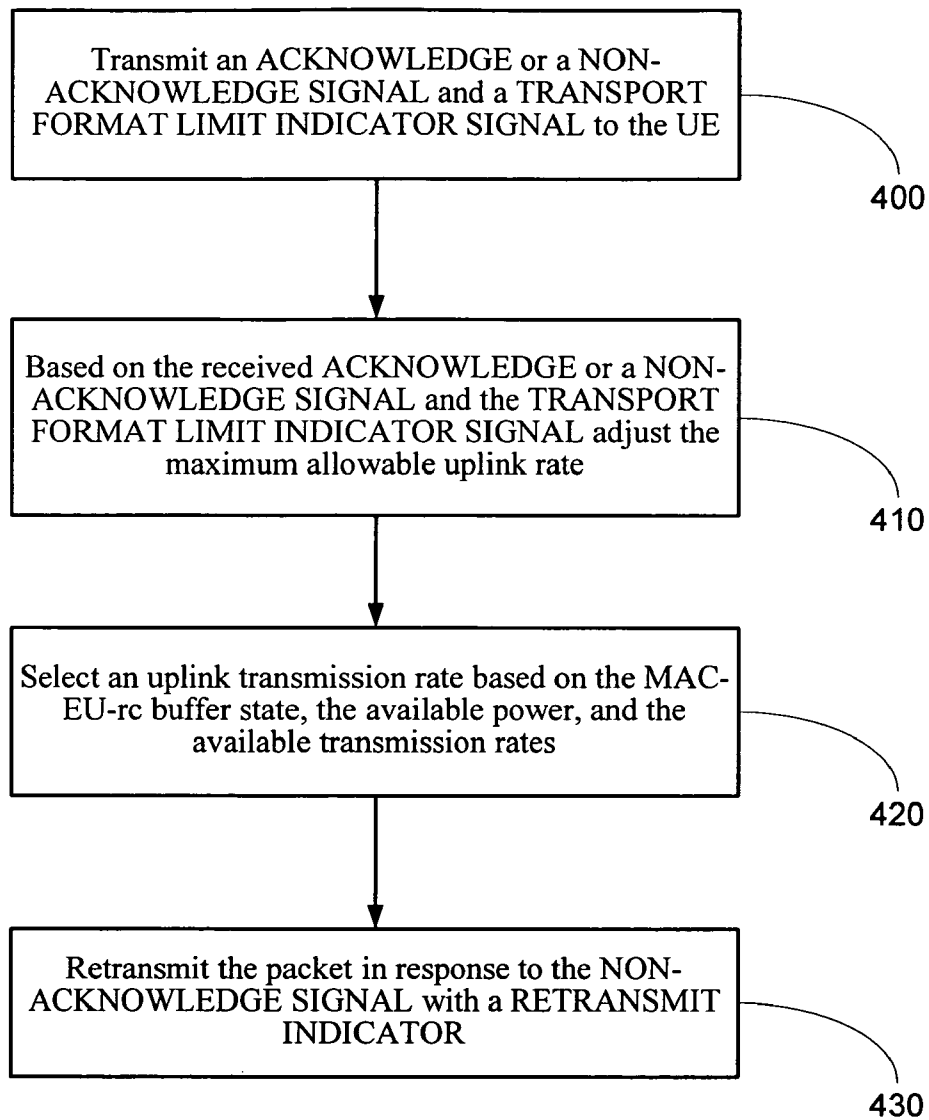 Transmit an ACKNOWLEDGE or a NON-
ACKNOWLEDGE SIGNAL and a TRANSPORT
FORMAT LIMIT INDICATOR SIGNAL to the UE
400
Based on the received ACKNOWLEDGE or a NON-
ACKNOWLEDGE SIGNAL and the TRANSPORT
FORMAT LIMIT INDICATOR SIGNAL adjust the
maximum allowable uplink rate
410
Select an uplink transmission rate based on the MAC-
EU-rc buffer state, the available power, and the
available transmission rates
420
Retransmit the packet in response to the NON-
ACKNOWLEDGE SIGNAL with a RETRANSMIT
INDICATOR
430